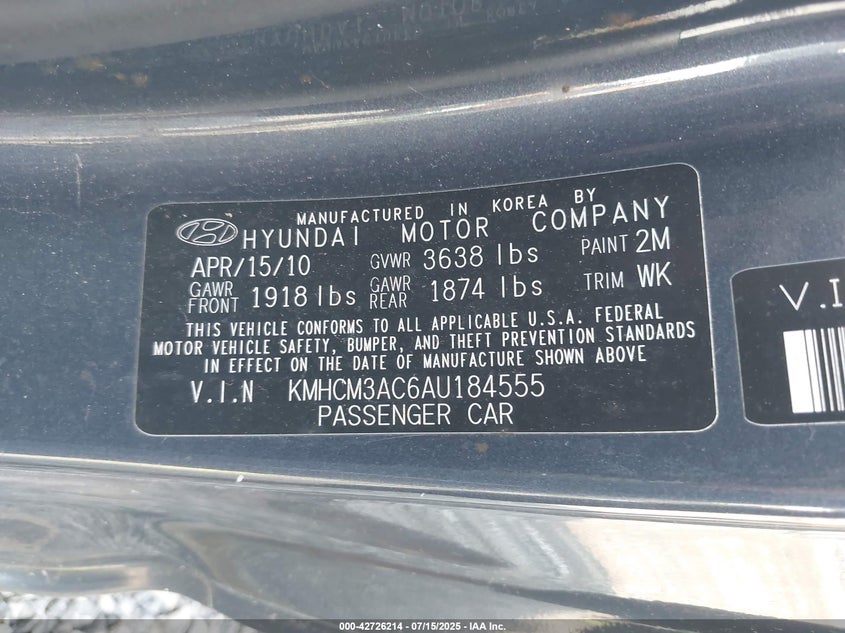 MANUFACTURED IN KOREA BY
HYUNDAI MOTOR COMPANY
APR/15/10 GVWR 3638 lbs PAINT 2M
GAWR FRONT 1918 lbs GAWR REAR 1874 lbs TRIM WK
THIS VEHICLE CONFORMS TO ALL APPLICABLE U.S.A. FEDERAL
MOTOR VEHICLE SAFETY, BUMPER, AND THEFT PREVENTION STANDARDS
IN EFFECT ON THE DATE OF MANUFACTURE SHOWN ABOVE
V.I.N KMHCM3AC6AU184555
PASSENGER CAR
V.I
000-42726214 - 07/15/2025 - IAA Inc.